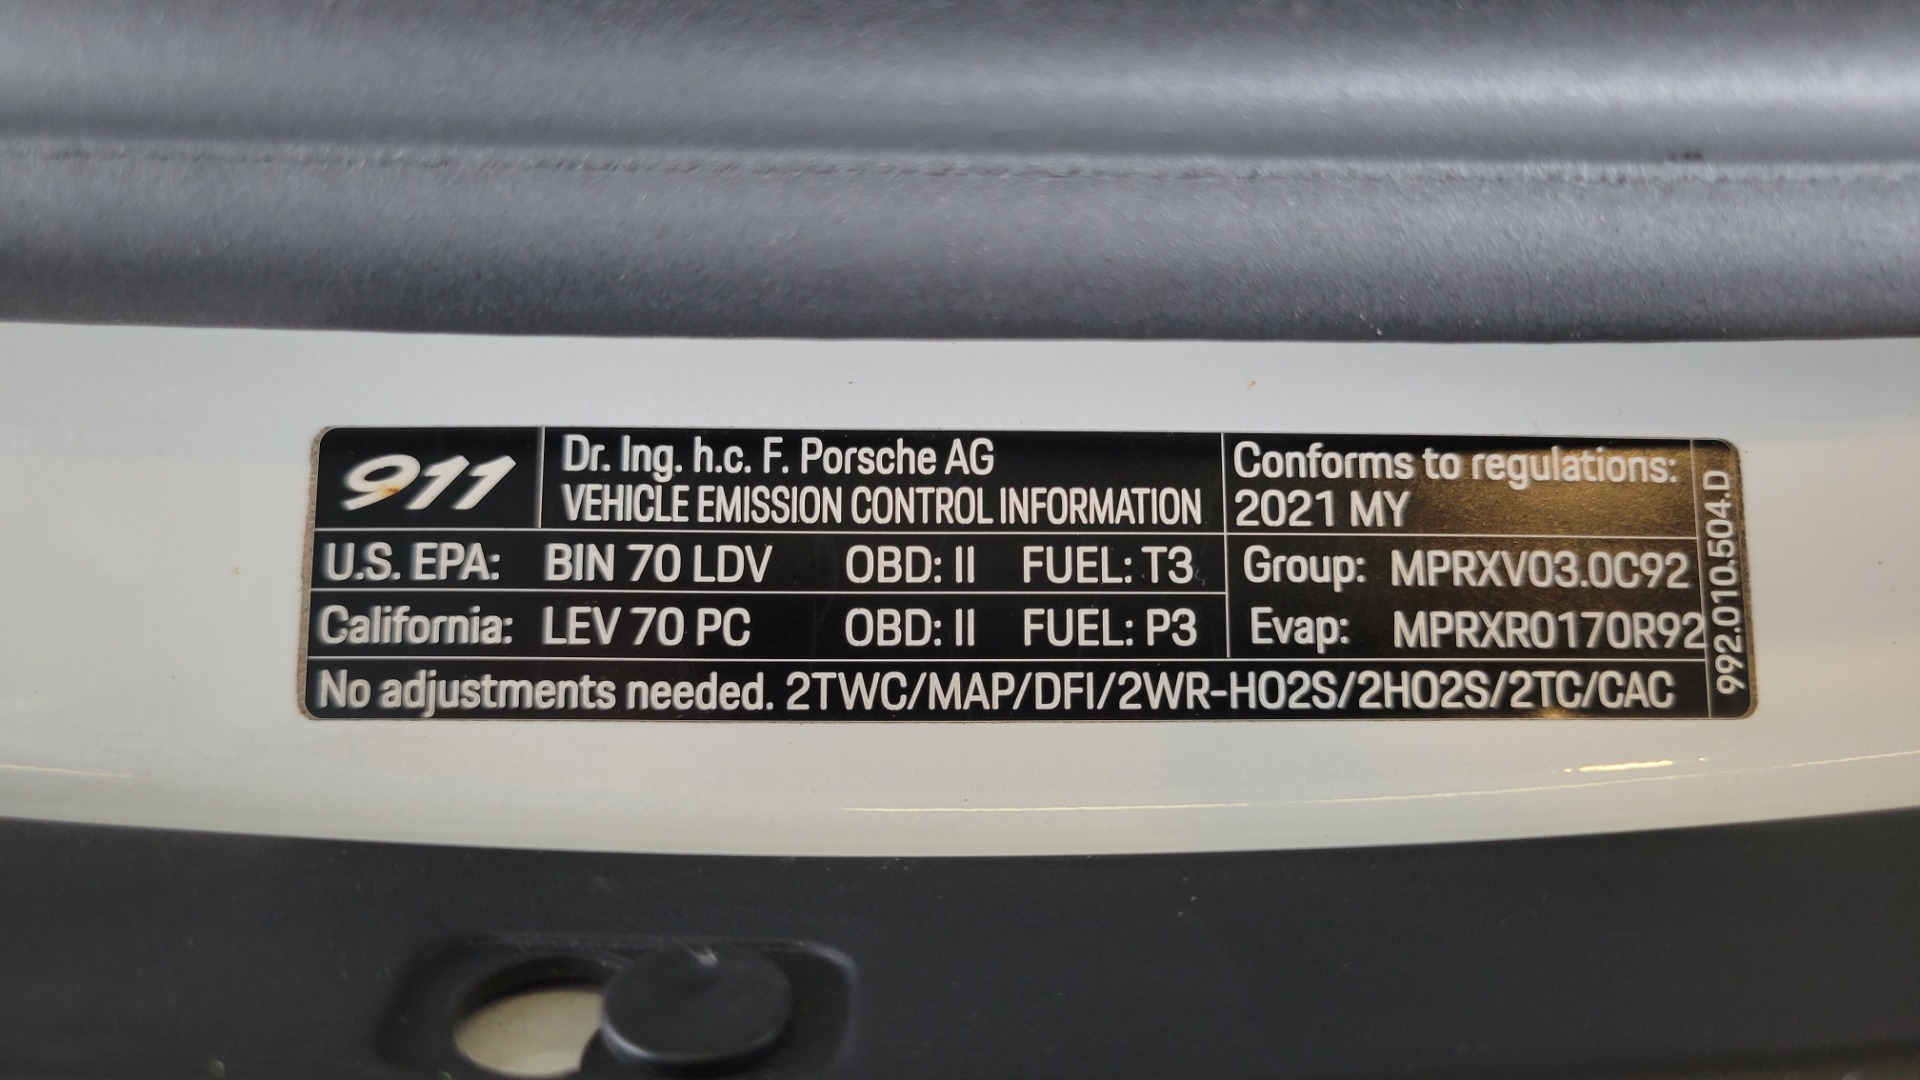 911
Dr. Ing. h.c. F. Porsche AG
VEHICLE EMISSION CONTROL INFORMATION
Conforms to regulations:
2021 MY
U.S. EPA: BIN 70 LDV OBD: II FUEL: T3
Group: MPRXV03.0C92
California: LEV 70 PC OBD: II FUEL: P3
Evap: MPRXR0170R92
No adjustments needed. 2TWC/MAP/DFI/2WR-HO2S/2HO2S/2TC/CAC
992.010.504.D